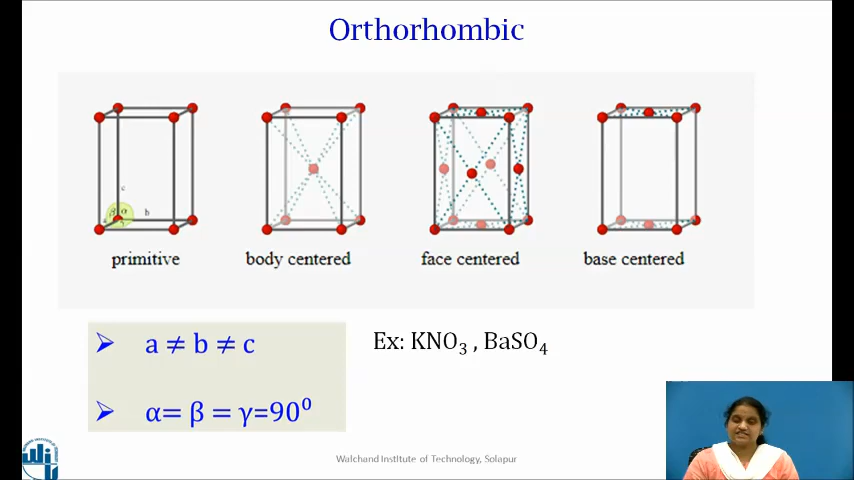 Orthorhombic
c
β α
a b
γ
primitive body centered face centered base centered
➢ a ≠ b ≠ c
Ex: KNO₃ , BaSO₄
➢ α= β = γ=90⁰
Walchand Institute of Technology, Solapur